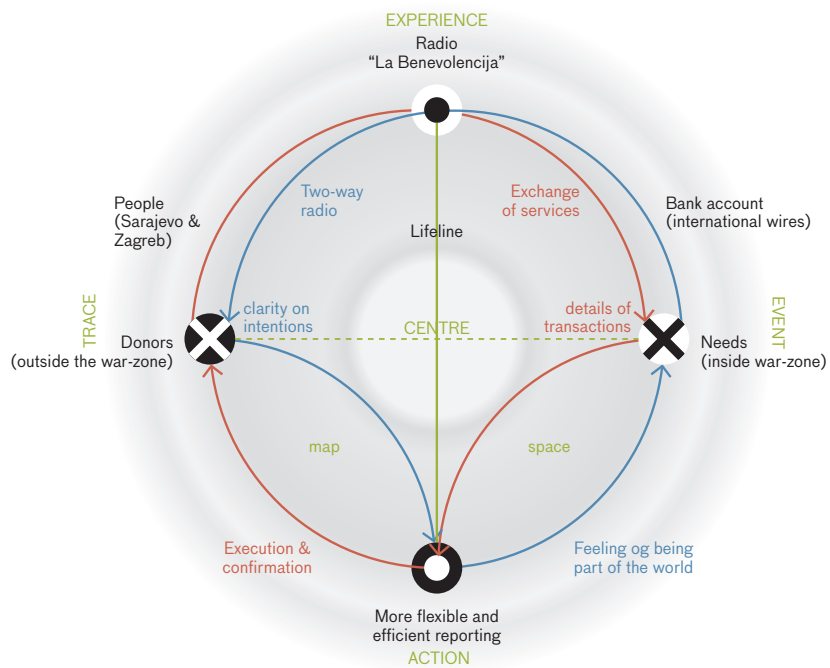 EXPERIENCE
Radio
“La Benevolencija”
People
(Sarajevo &
Zagreb)
Two-way
radio
Exchange
of services
Bank account
(international wires)
Lifeline
TRACE
clarity on
intentions
CENTRE
details of
transactions
EVENT
Donors
(outside the war-zone)
Needs
(inside war-zone)
map
space
Execution &
confirmation
Feeling og being
part of the world
More flexible and
efficient reporting
ACTION